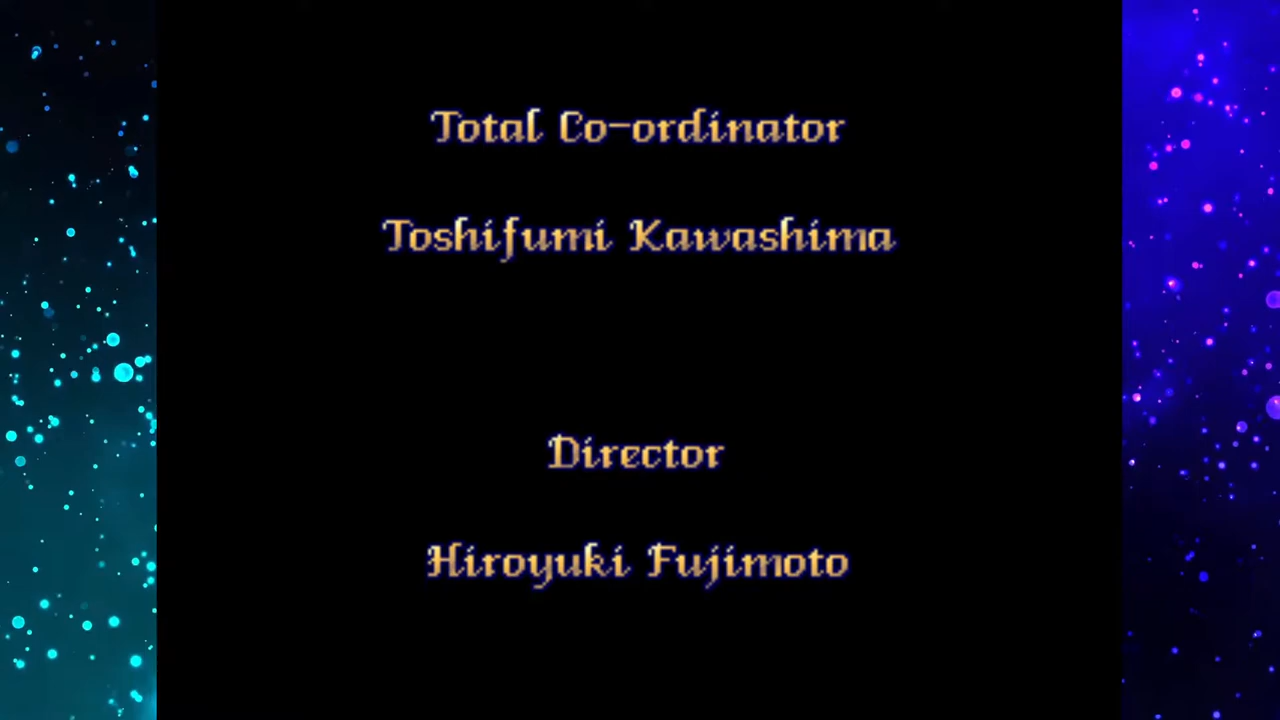 Total Co-ordinator
Toshifumi Kawashima
Director
Hiroyuki Fujimoto